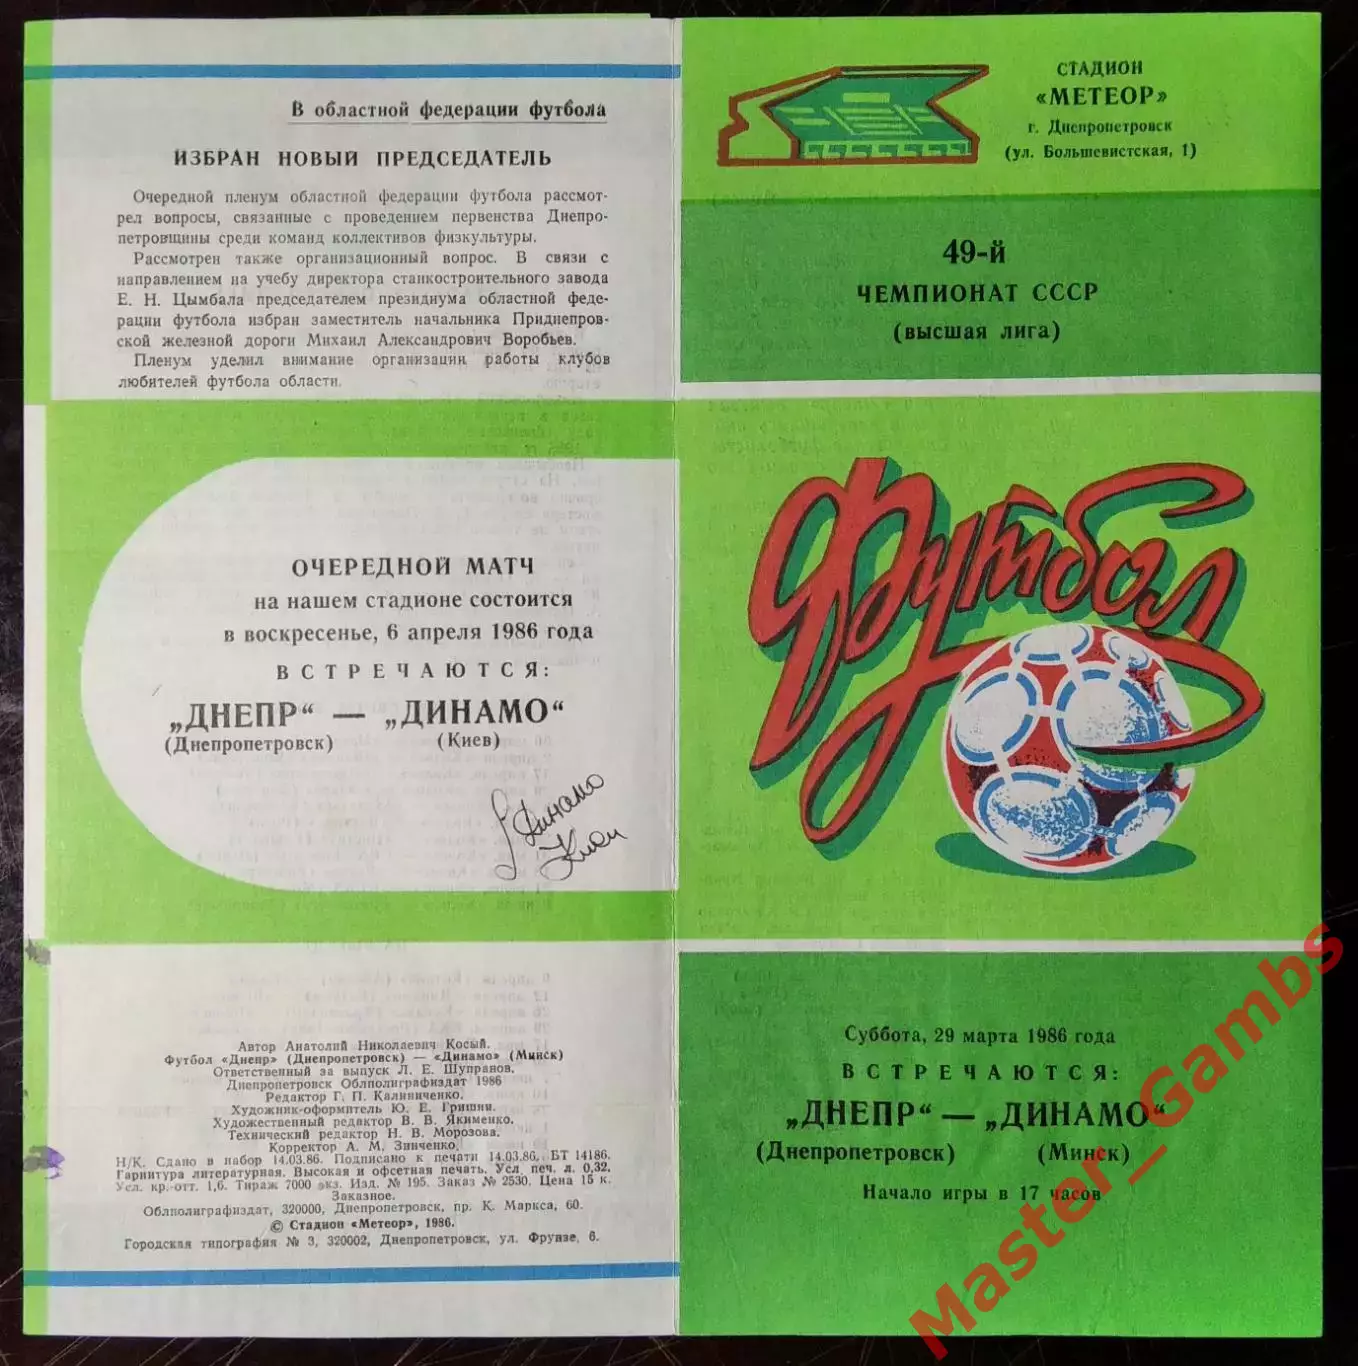 В областной федерации футбола
ИЗБРАН НОВЫЙ ПРЕДСЕДАТЕЛЬ
Очередной пленум областной федерации футбола рассмот-
рел вопросы, связанные с проведением первенства Днепро-
петровщины среди команд коллективов физкультуры.
Рассмотрен также организационный вопрос. В связи с
направлением на учебу директора станкостроительного завода
Е. Н. Цымбала председателем президиума областной феде-
рации футбола избран заместитель начальника Приднепров-
ской железной дороги Михаил Александрович Воробьев.
Пленум уделил внимание организации работы клубов
любителей футбола области.
ОЧЕРЕДНОЙ МАТЧ
на нашем стадионе состоится
в воскресенье, 6 апреля 1986 года
ВСТРЕЧАЮТСЯ:
„ДНЕПР“ — „ДИНАМО“
(Днепропетровск) (Киев)
Динамо
Киев
Автор Анатолий Николаевич Косый.
Футбол «Днепр» (Днепропетровск) — «Динамо» (Минск)
Ответственный за выпуск Л. Е. Шупранов.
Днепропетровск Облполиграфиздат 1986
Редактор Г. П. Калиниченко.
Художник-оформитель Ю. Е. Гришни.
Художественный редактор В. В. Якименко.
Технический редактор Н. В. Морозова.
Корректор А. М. Зинченко.
Н/К. Сдано в набор 14.03.86. Подписано к печати 14.03.86. БТ 14186.
Гарнитура литературная. Высокая и офсетная печать. Усл. печ. л. 0,32.
Усл. кр.-отт. 1,6. Тираж 7000 экз. Изд. № 195. Заказ № 2530. Цена 15 к.
Заказное.
Облполиграфиздат, 320000, Днепропетровск, пр. К. Маркса, 60.
© Стадион «Метеор», 1986.
Городская типография № 3, 320002, Днепропетровск, ул. Фрунзе, 6.
СТАДИОН
«МЕТЕОР»
г. Днепропетровск
(ул. Большевистская, 1)
49-й
ЧЕМПИОНАТ СССР
(высшая лига)
Футбол
Суббота, 29 марта 1986 года
ВСТРЕЧАЮТСЯ:
„ДНЕПР“ — „ДИНАМО“
(Днепропетровск) (Минск)
Начало игры в 17 часов
Master_Gambs